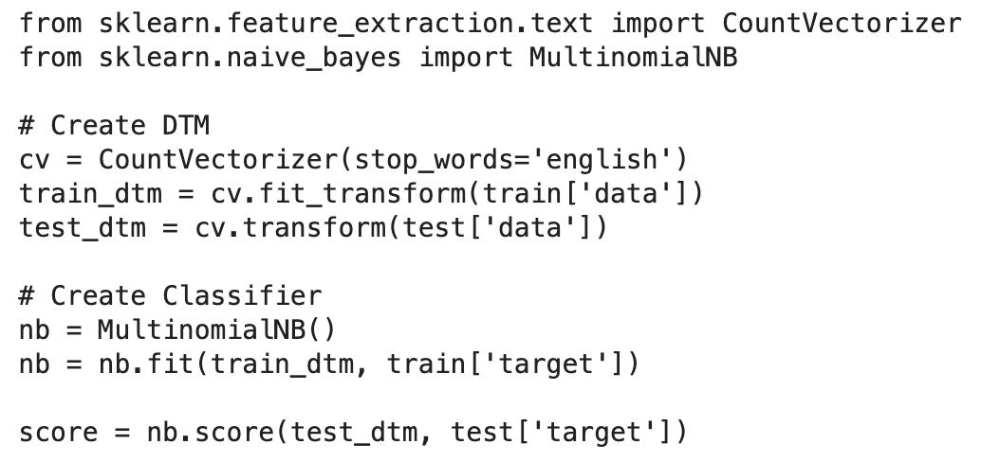 from sklearn.feature_extraction.text import CountVectorizer
from sklearn.naive_bayes import MultinomialNB
# Create DTM
cv = CountVectorizer(stop_words='english')
train_dtm = cv.fit_transform(train['data'])
test_dtm = cv.transform(test['data'])
# Create Classifier
nb = MultinomialNB()
nb = nb.fit(train_dtm, train['target'])
score = nb.score(test_dtm, test['target'])